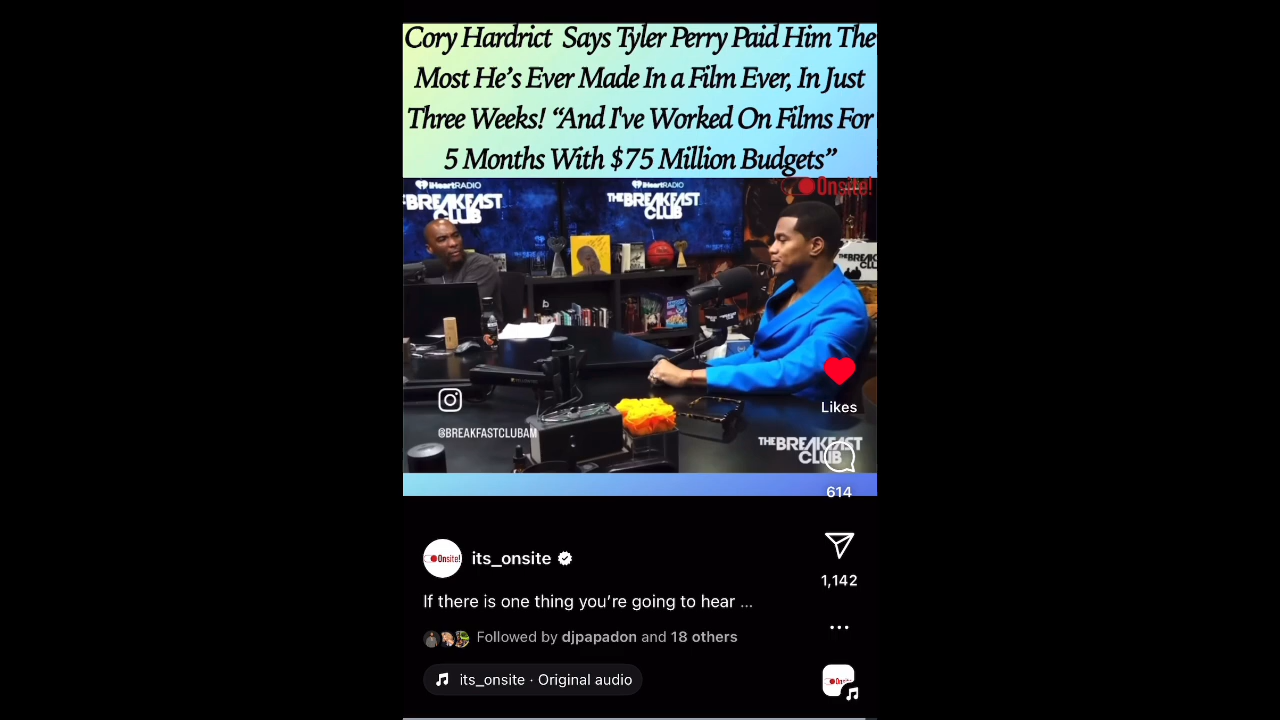 Cory Hardrict Says Tyler Perry Paid Him The
Most He’s Ever Made In a Film Ever, In Just
Three Weeks! “And I've Worked On Films For
5 Months With $75 Million Budgets”
Onsite!
iHeartRADIO
iHeartRADIO
THE BREAKFAST
CLUB
THE BREAKFAST
CLUB
@BREAKFASTCLUBAM
THE BREAKFAST
CLUB
Likes
614
1,142
Onsite!
its_onsite
If there is one thing you’re going to hear ...
Followed by djpapadon and 18 others
its_onsite · Original audio